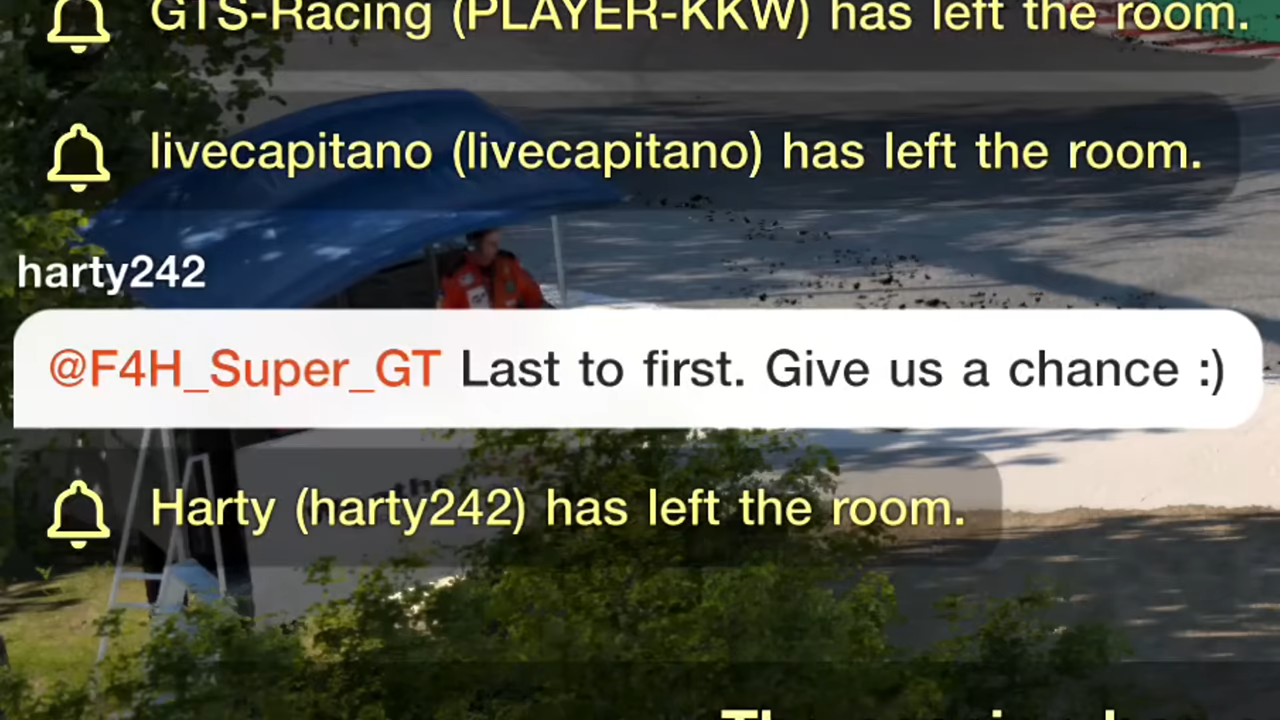 GTS-Racing (PLAYER-KKW) has left the room.
livecapitano (livecapitano) has left the room.
harty242
@F4H_Super_GT Last to first. Give us a chance :)
Harty (harty242) has left the room.